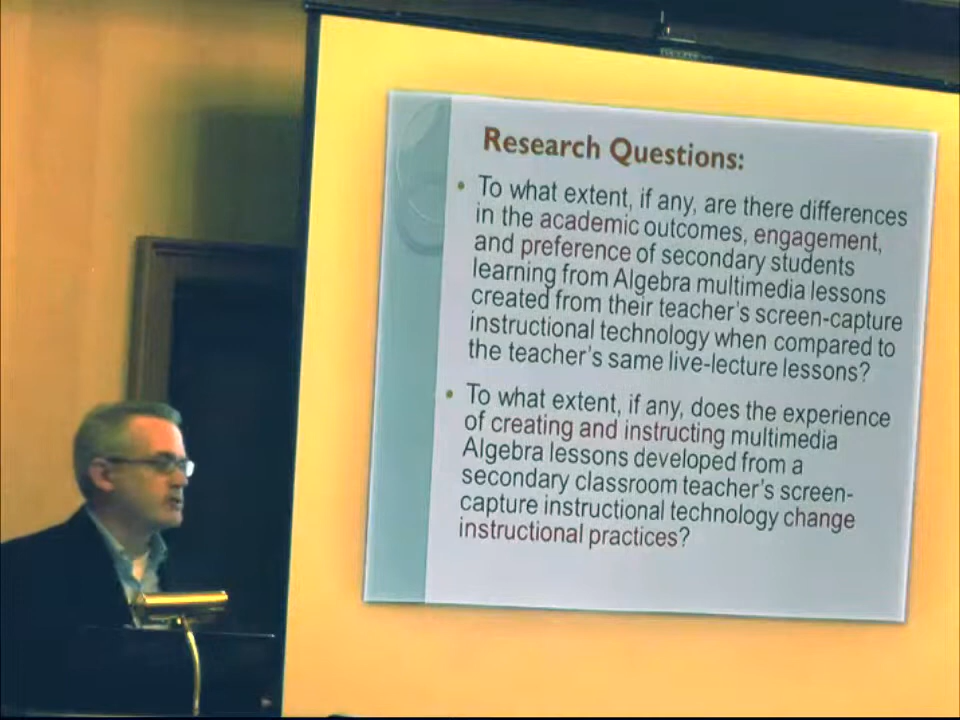 Research Questions:
• To what extent, if any, are there differences
in the academic outcomes, engagement,
and preference of secondary students
learning from Algebra multimedia lessons
created from their teacher's screen-capture
instructional technology when compared to
the teacher's same live-lecture lessons?
• To what extent, if any, does the experience
of creating and instructing multimedia
Algebra lessons developed from a
secondary classroom teacher's screen-
capture instructional technology change
instructional practices?